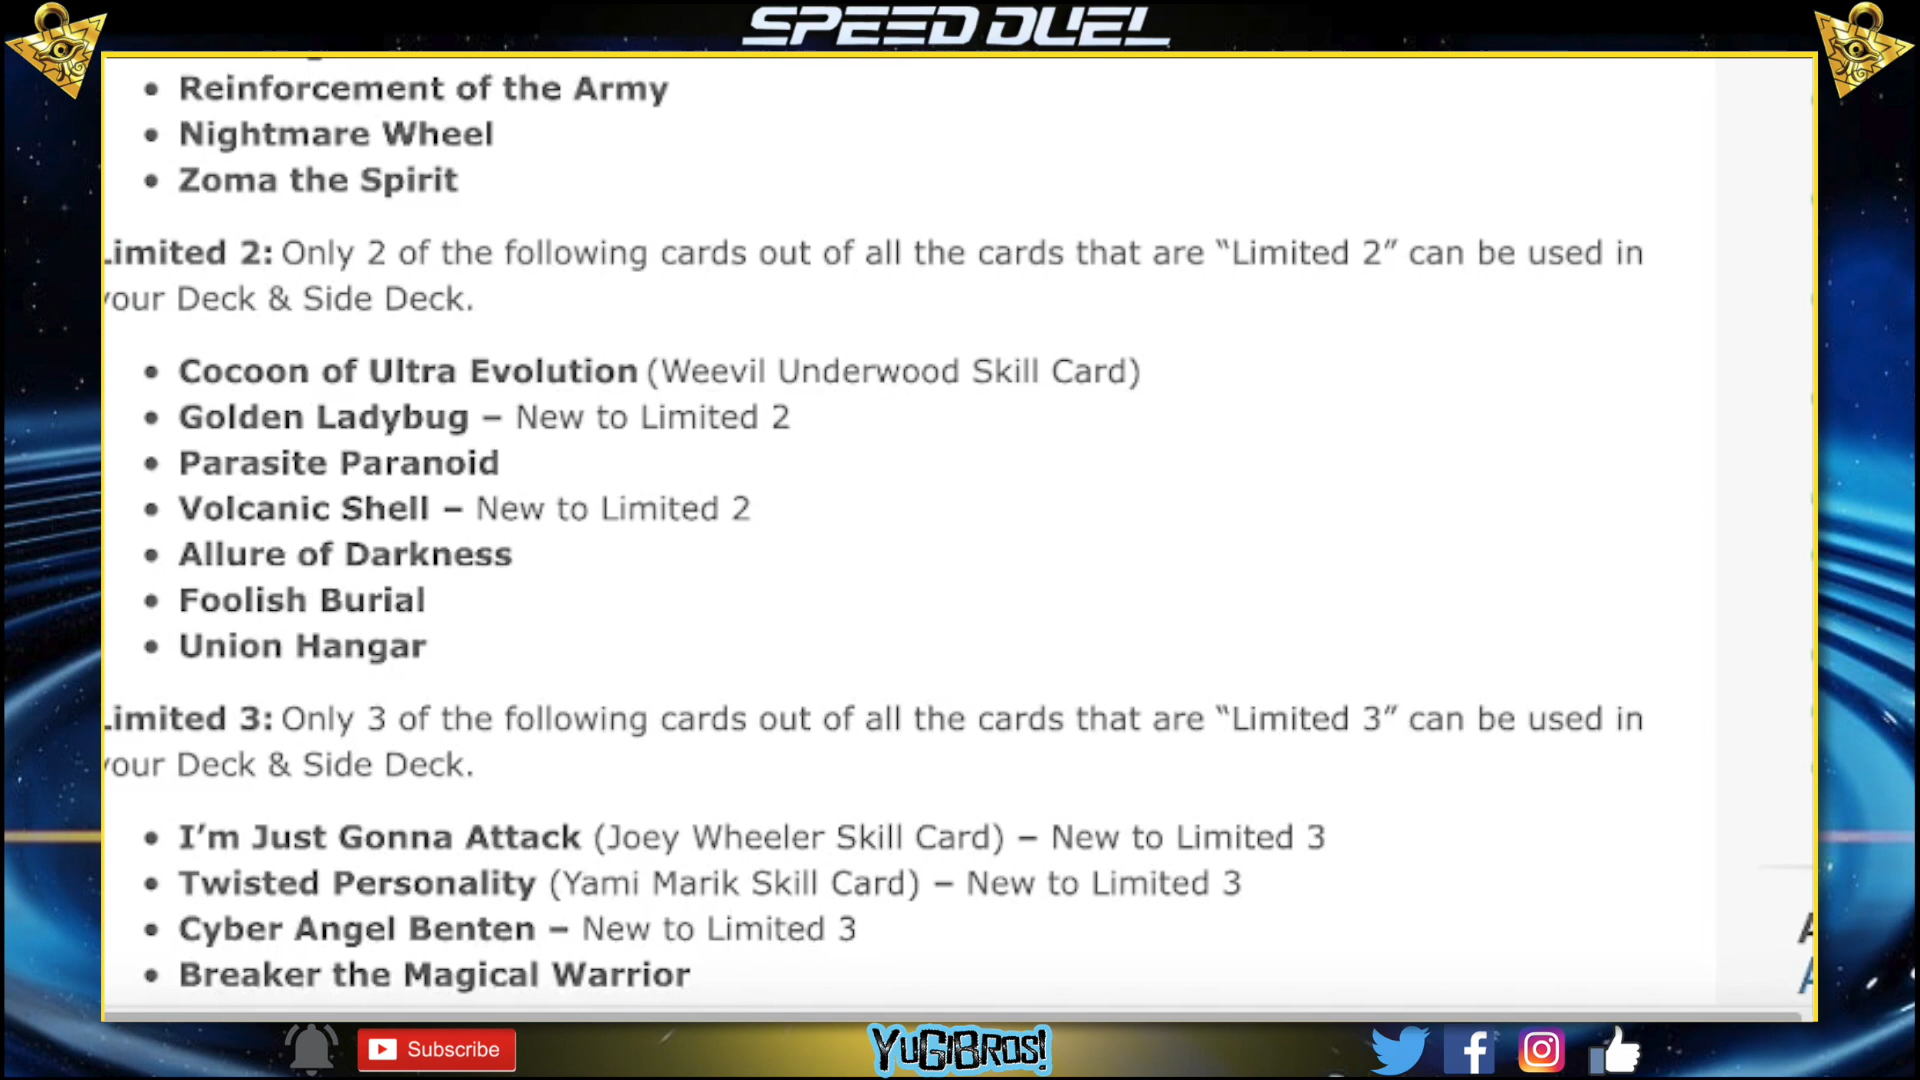 SPEED DUEL
• Reinforcement of the Army
• Nightmare Wheel
• Zoma the Spirit
Limited 2: Only 2 of the following cards out of all the cards that are “Limited 2” can be used in
your Deck & Side Deck.
• Cocoon of Ultra Evolution (Weevil Underwood Skill Card)
• Golden Ladybug – New to Limited 2
• Parasite Paranoid
• Volcanic Shell – New to Limited 2
• Allure of Darkness
• Foolish Burial
• Union Hangar
Limited 3: Only 3 of the following cards out of all the cards that are “Limited 3” can be used in
your Deck & Side Deck.
• I’m Just Gonna Attack (Joey Wheeler Skill Card) – New to Limited 3
• Twisted Personality (Yami Marik Skill Card) – New to Limited 3
• Cyber Angel Benten – New to Limited 3
• Breaker the Magical Warrior
Subscribe
YuGiBros!